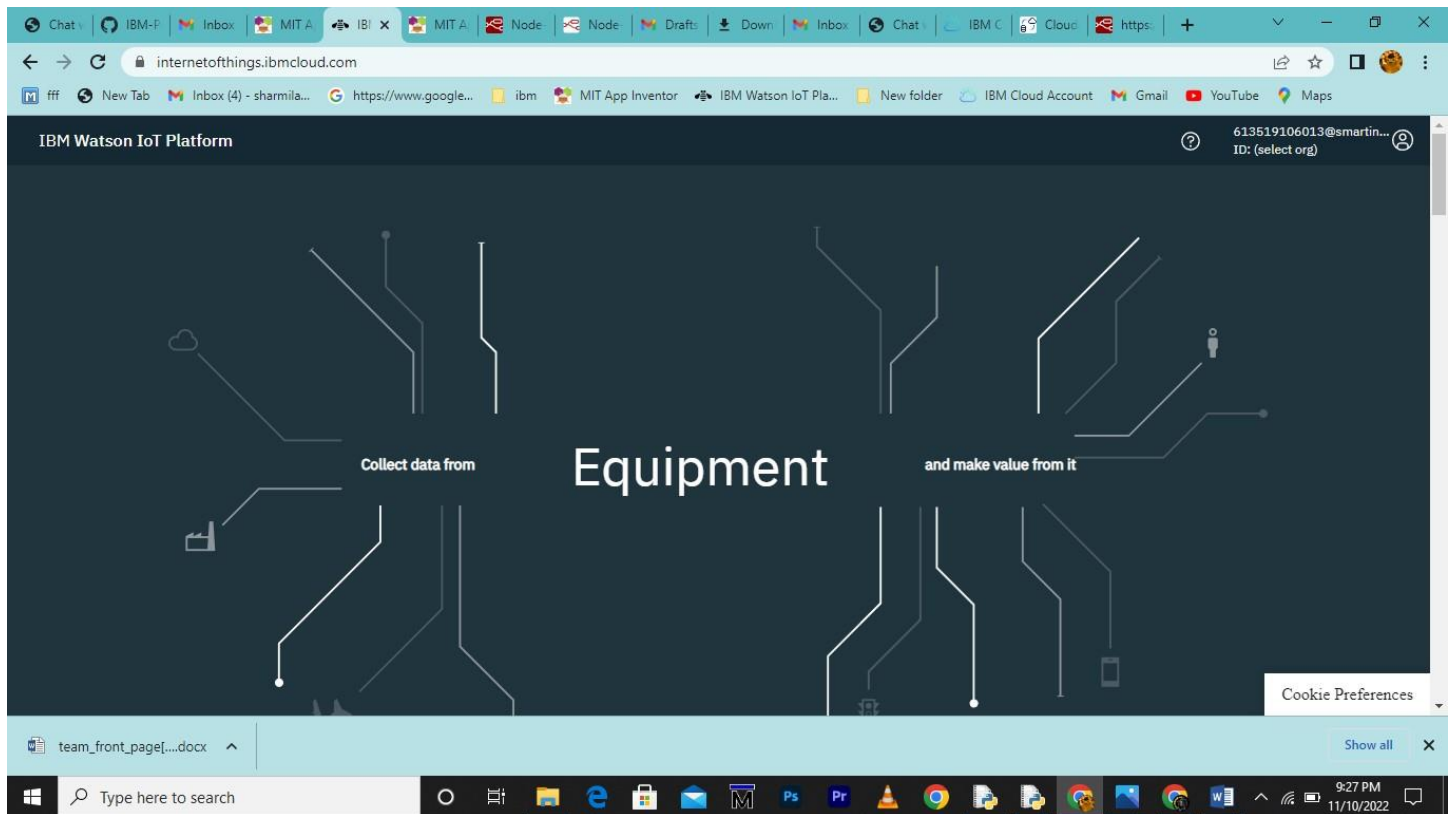 Chat
IBM-P
Inbox
MIT A
IBI
MIT A
Node
Node
Drafts
Down
Inbox
Chat
IBM C
Cloud
https:
internetofthings.ibmcloud.com
fff
New Tab
Inbox (4) - sharmila...
https://www.google...
ibm
MIT App Inventor
IBM Watson IoT Pla...
New folder
IBM Cloud Account
Gmail
YouTube
Maps
IBM Watson IoT Platform
613519106013@smartin...
ID: (select org)
Collect data from
Equipment
and make value from it
Cookie Preferences
team_front_page[....docx
Show all
Type here to search
Ps
Pr
9:27 PM
11/10/2022